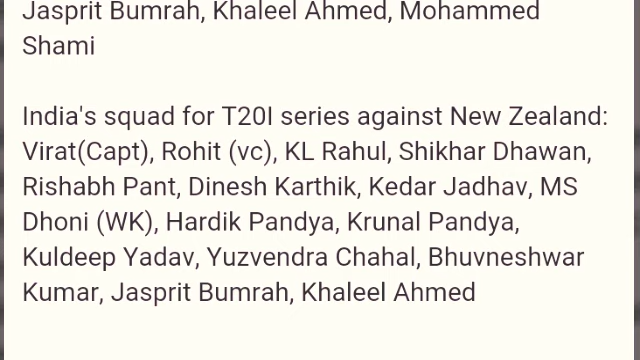 Jasprit Bumrah, Khaleel Ahmed, Mohammed
Shami
India's squad for T20I series against New Zealand:
Virat(Capt), Rohit (vc), KL Rahul, Shikhar Dhawan,
Rishabh Pant, Dinesh Karthik, Kedar Jadhav, MS
Dhoni (WK), Hardik Pandya, Krunal Pandya,
Kuldeep Yadav, Yuzvendra Chahal, Bhuvneshwar
Kumar, Jasprit Bumrah, Khaleel Ahmed